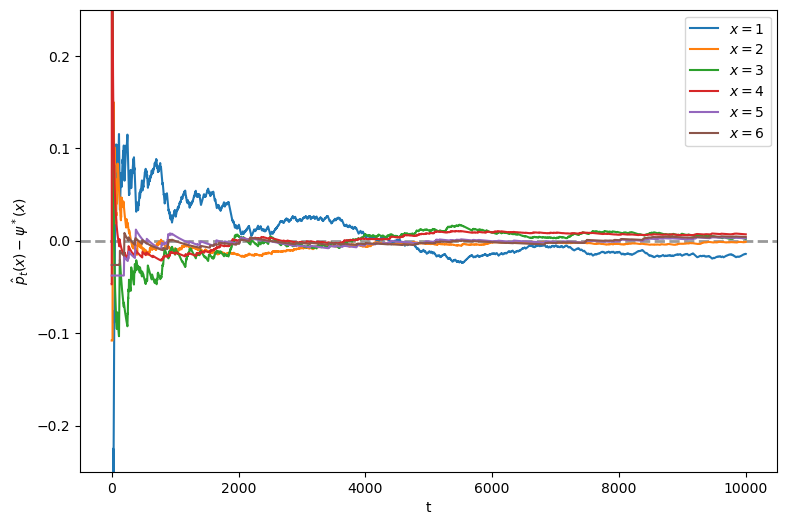 0.2
0.1
0.0
−0.1
−0.2
p̂ₜ(x) − ψ*(x)
x = 1
x = 2
x = 3
x = 4
x = 5
x = 6
0 2000 4000 6000 8000 10000
t